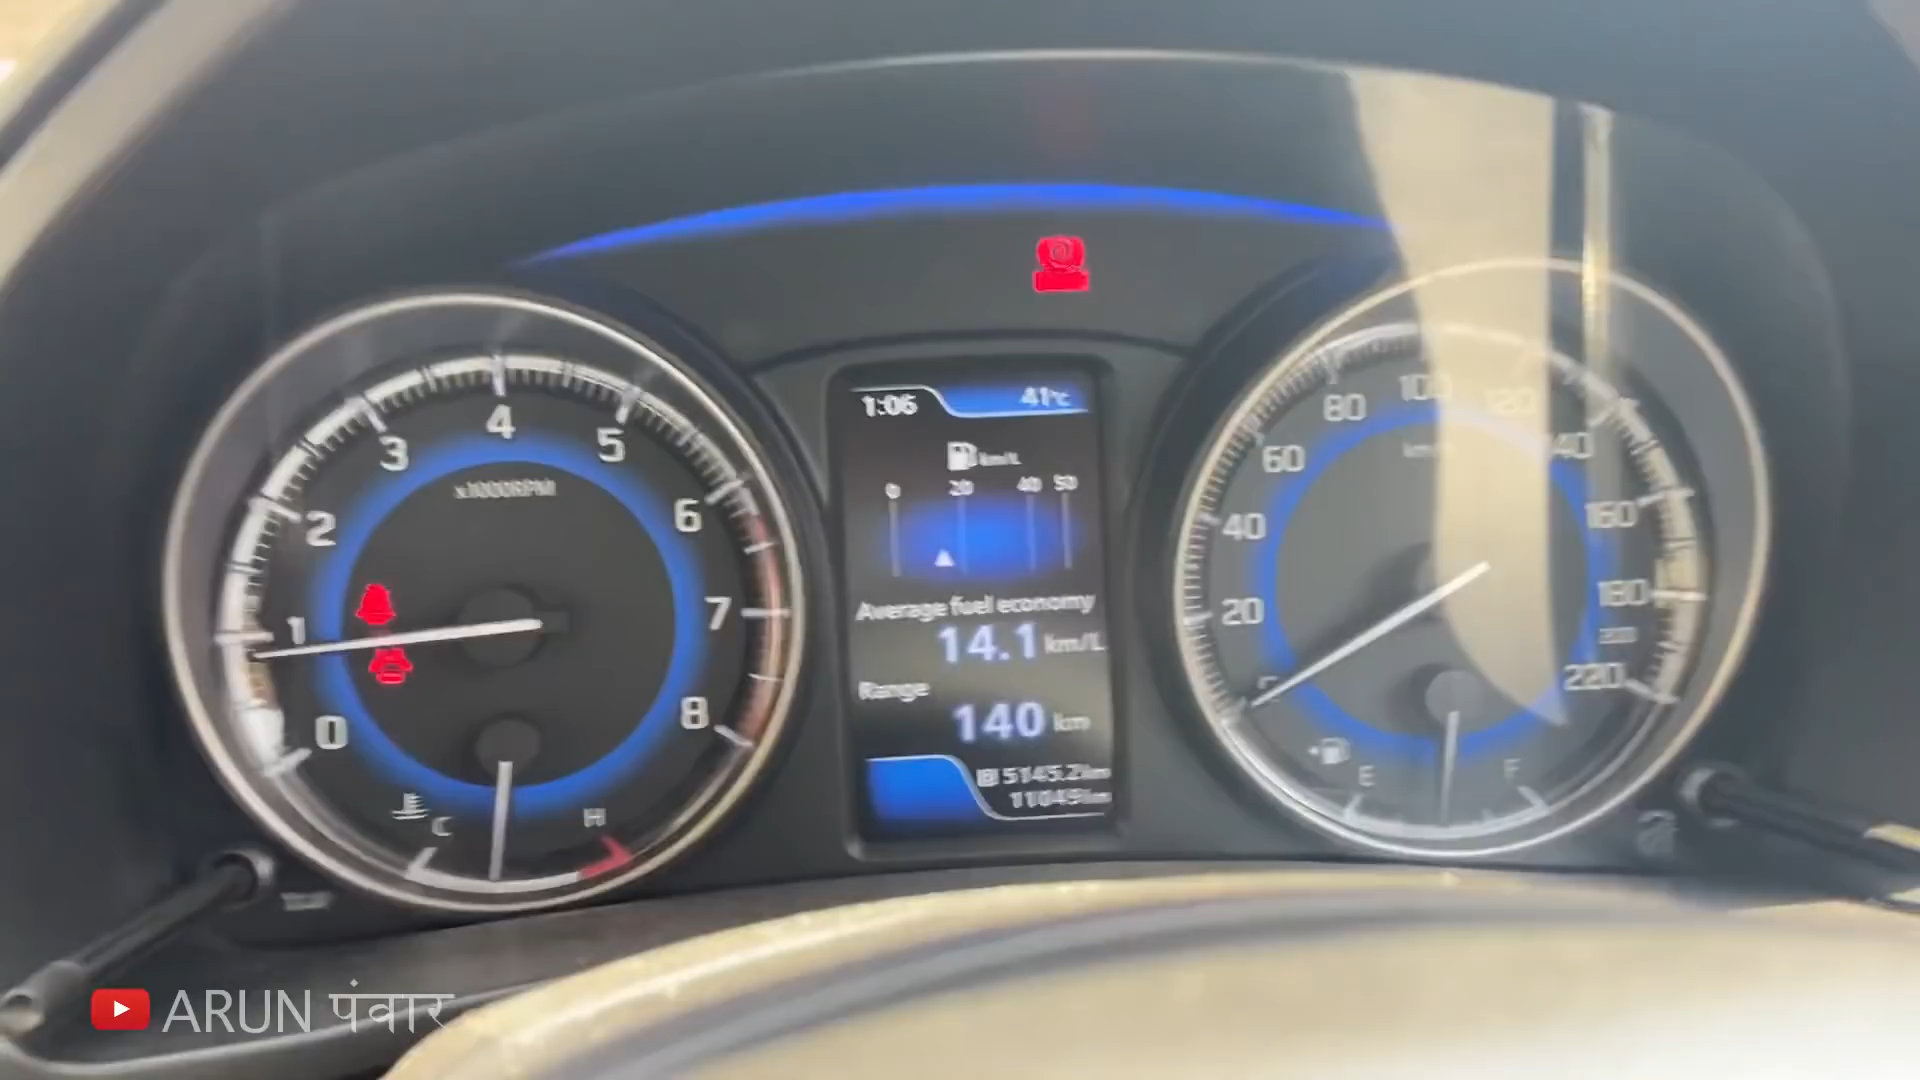 1:06 41°C
km/L
0 20 40 50
Average fuel economy
14.1 km/L
Range
140 km
B 5145.2km
11049km
0 1 2 3 4 5 6 7 8
x1000RPM
C H
20 40 60 80 100 120 140 160 180 200 220
E F
ARUN पंवार